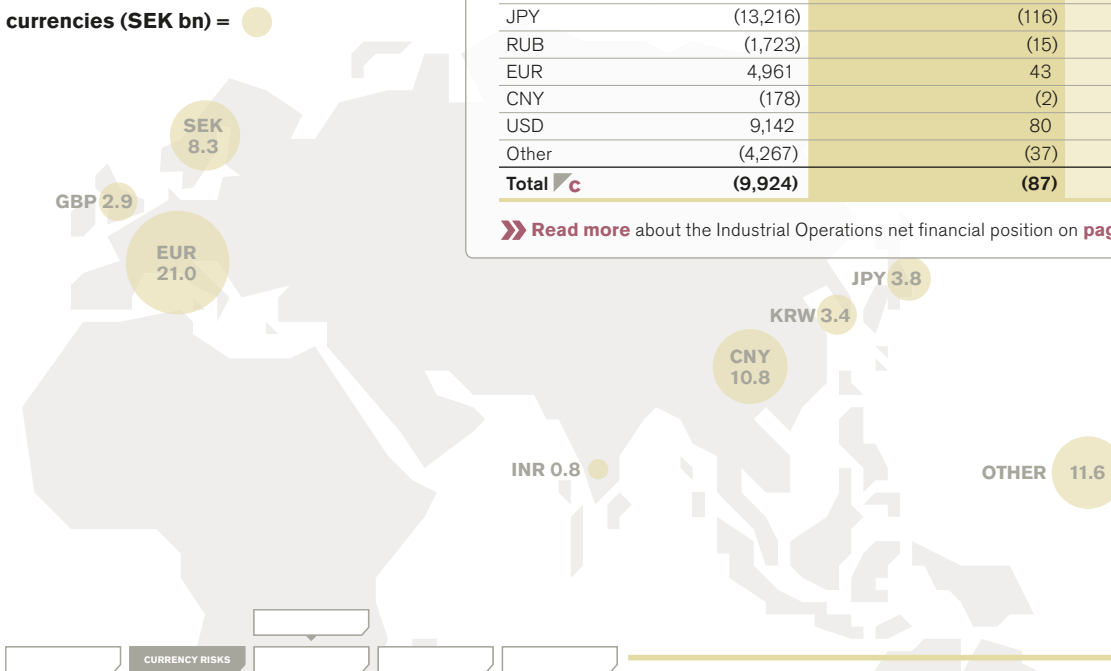 currencies (SEK bn) =
JPY (13,216) (116)
RUB (1,723) (15)
EUR 4,961 43
CNY (178) (2)
USD 9,142 80
Other (4,267) (37)
Total C (9,924) (87)
Read more about the Industrial Operations net financial position on
SEK
8.3
GBP 2.9
EUR
21.0
JPY 3.8
KRW 3.4
CNY
10.8
INR 0.8
OTHER 11.6
CURRENCY RISKS